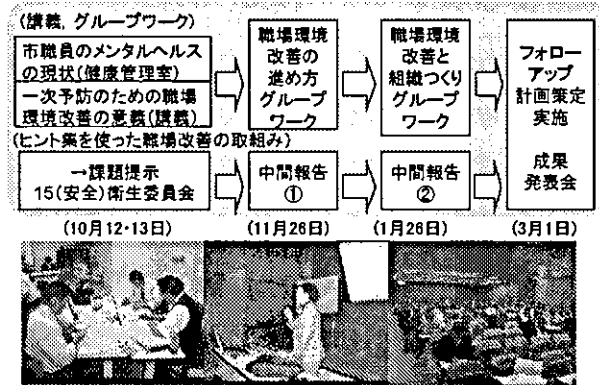 (講義, グループワーク)
市職員のメンタルヘルス
の現状(健康管理室)
一次予防のための職場
環境改善の意義(講義)
職場環境
改善の
進め方
グループ
ワーク
職場環境
改善と
組織つくり
グループ
ワーク
フォロー
アップ
計画策定
実施
成果
発表会
(ヒント集を使った職場改善の取組み)
→課題提示
15(安全)衛生委員会
中間報告
①
中間報告
②
(10月12・13日)
(11月26日)
(1月26日)
(3月1日)